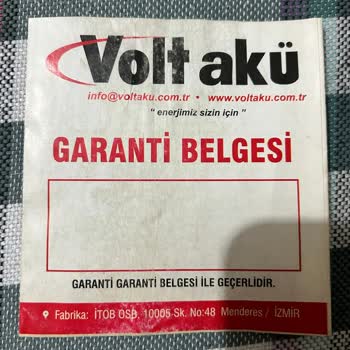 Volt akü
info@voltaku.com.tr • www.voltaku.com.tr
" enerjimiz sizin için "
GARANTİ BELGESİ
GARANTİ GARANTİ BELGESİ İLE GEÇERLİDİR.
Fabrika: İTOB OSB. 10005 Sk. No:48 Menderes / İZMİR